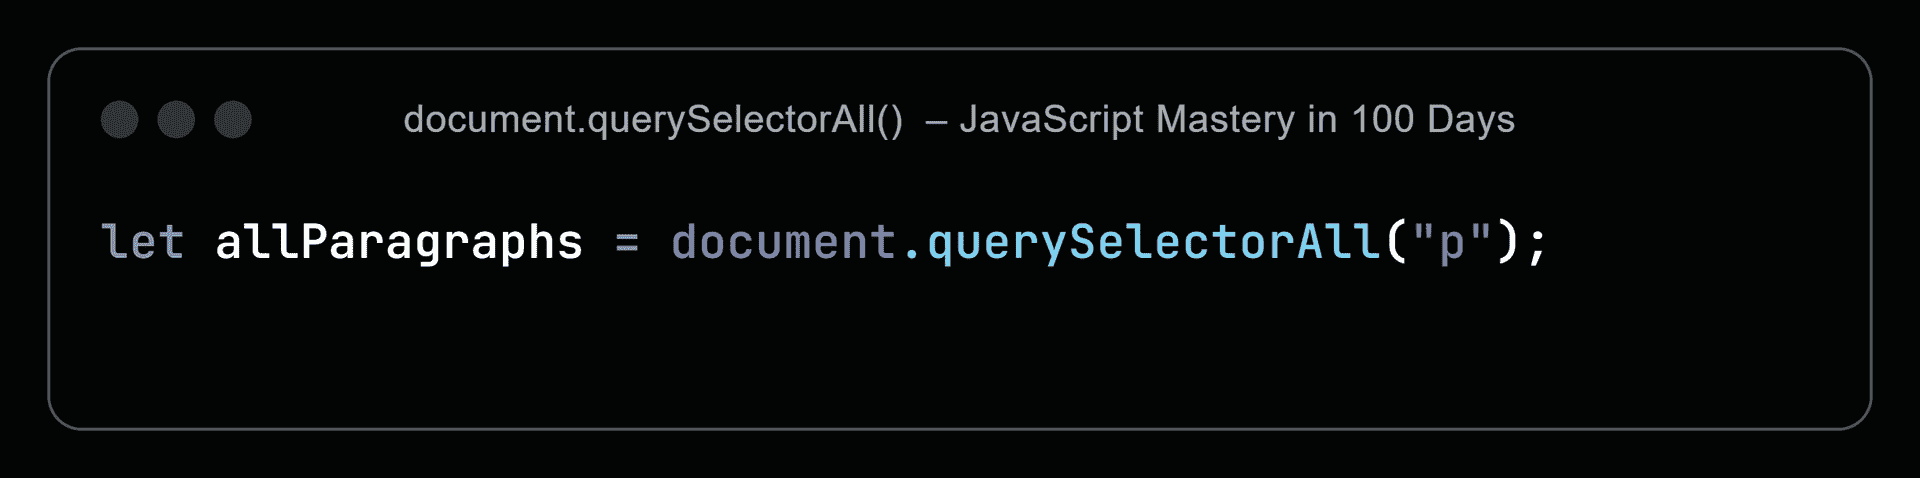 document.querySelectorAll() – JavaScript Mastery in 100 Days
let allParagraphs = document.querySelectorAll("p");